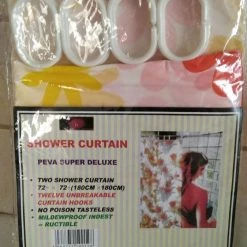 SHOWER CURTAIN
PEVA SUPER DELUXE
• TWO SHOWER CURTAIN
72" × 72" (180CM ×180CM)
• TWELVE UNBREAKABLE
CURTAIN HOOKS
• NO POISON TASTELESS
• MILDEWPROOF INDEST
= RUCTIBLE